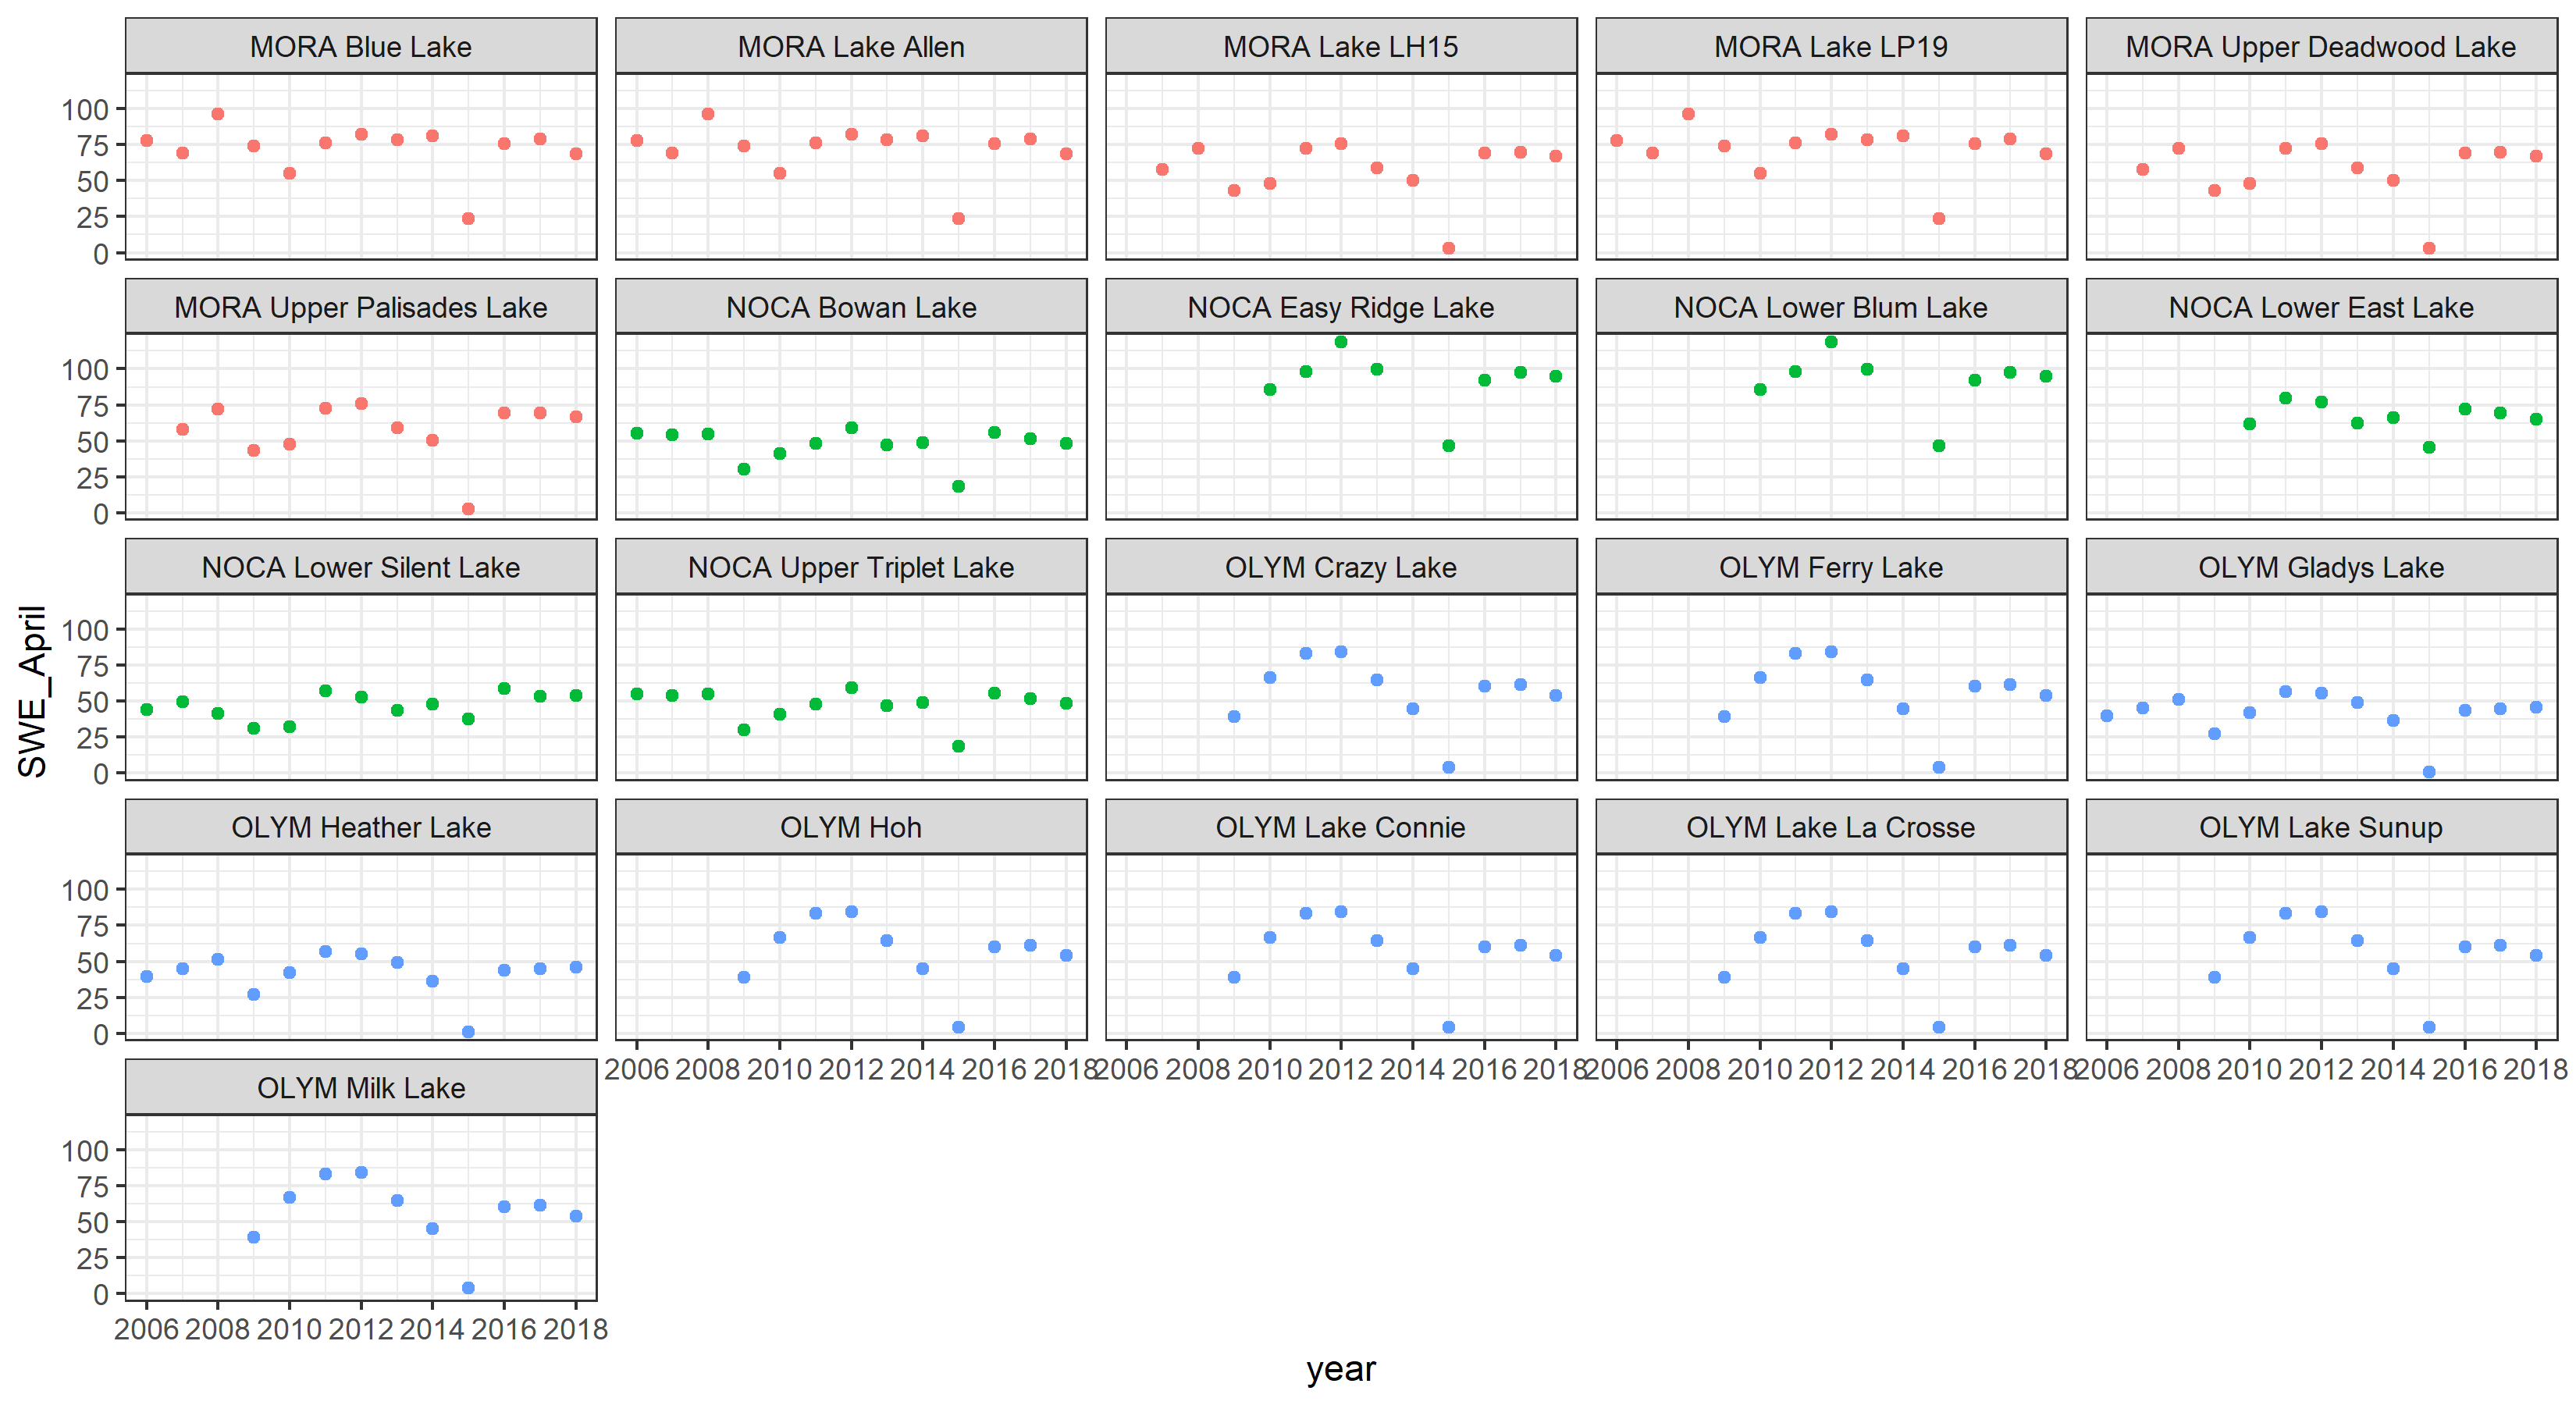 MORA Blue Lake MORA Lake Allen MORA Lake LH15 MORA Lake LP19 MORA Upper Deadwood Lake
100
75
50
25
0
MORA Upper Palisades Lake NOCA Bowan Lake NOCA Easy Ridge Lake NOCA Lower Blum Lake NOCA Lower East Lake
100
75
50
25
0
NOCA Lower Silent Lake NOCA Upper Triplet Lake OLYM Crazy Lake OLYM Ferry Lake OLYM Gladys Lake
100
75
50
25
0
SWE_April
OLYM Heather Lake OLYM Hoh OLYM Lake Connie OLYM Lake La Crosse OLYM Lake Sunup
100
75
50
25
0
2006 2008 2010 2012 2014 2016 2018 2006 2008 2010 2012 2014 2016 2018 2006 2008 2010 2012 2014 2016 2018 2006 2008 2010 2012 2014 2016 2018
OLYM Milk Lake
100
75
50
25
0
2006 2008 2010 2012 2014 2016 2018
year